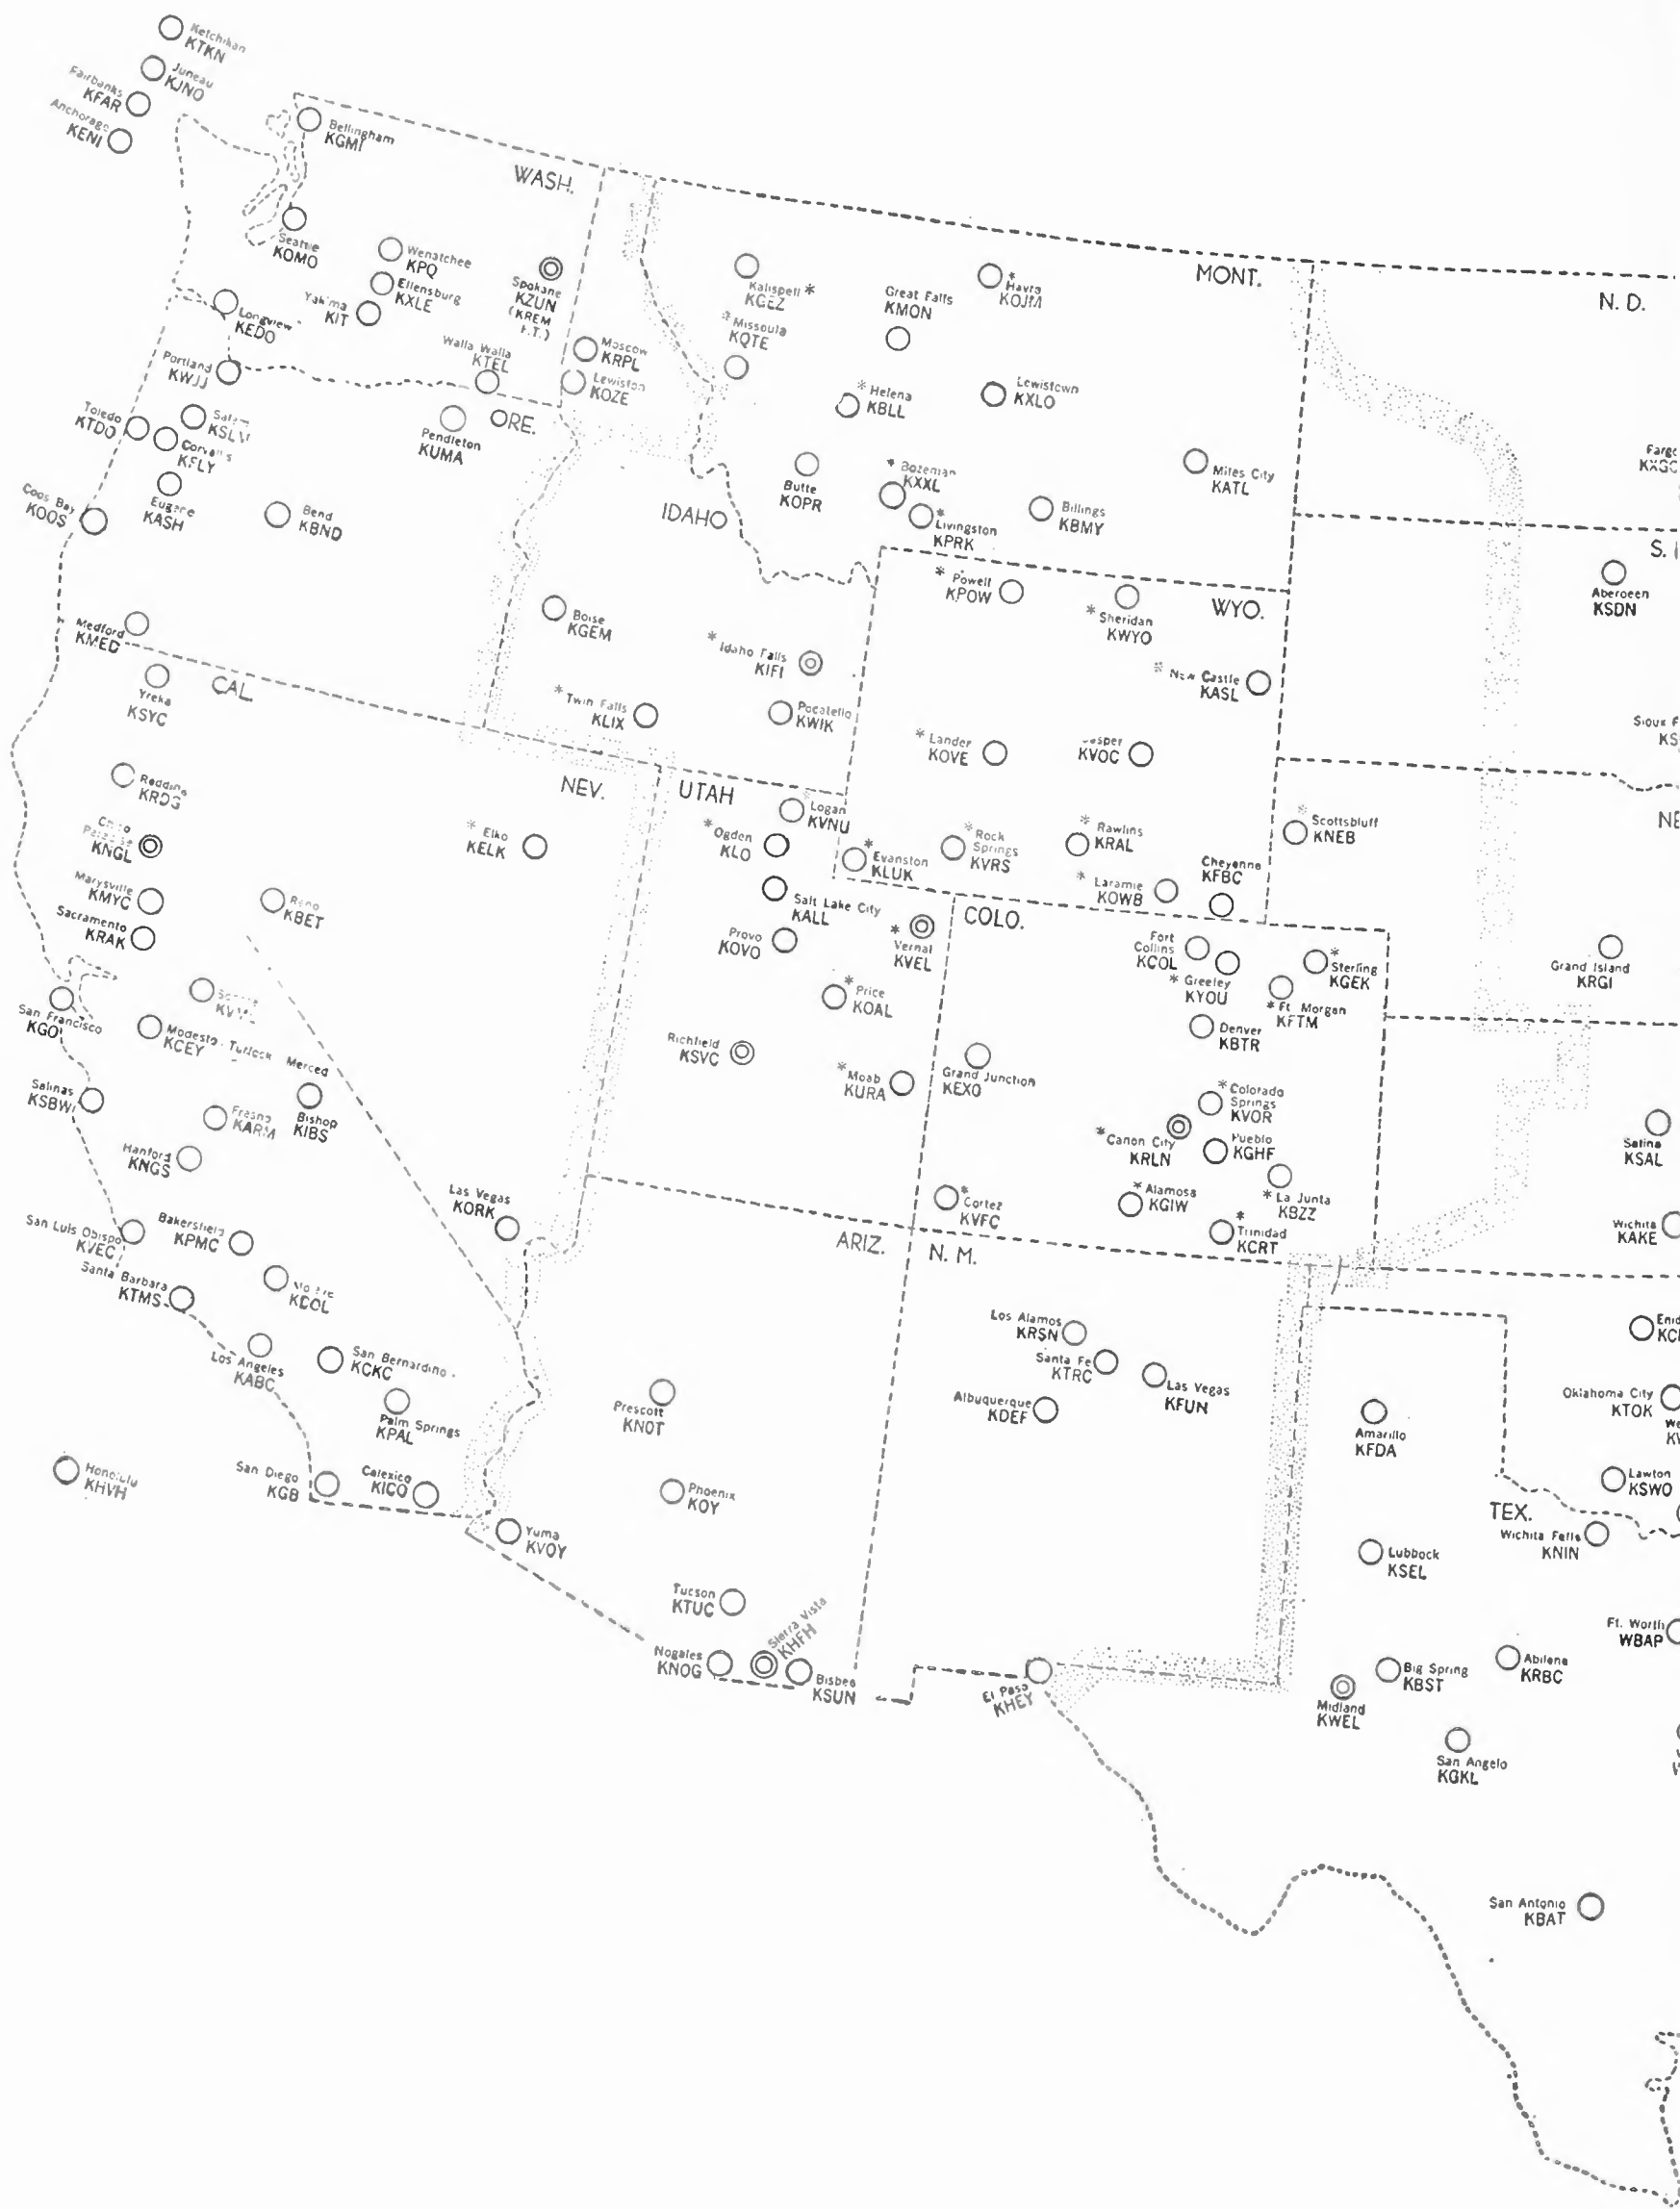 Ketchikan
KTKN
Juneau
KJNO
Fairbanks
KFAR
Anchorage
KENI
Bellingham
KGMI
WASH.
Seattle
KOMO
Wenatchee
KPQ
Ellensburg
KXLE
Yakima
KIT
Spokane
KZUN
(KREM
F.T.)
Longview
KEDO
Walla Walla
KTEL
Moscow
KRPL
Lewiston
KOZE
Portland
KWJJ
Toledo
KTDO
Salem
Corvallis
KFLY
Eugene
KASH
Coos Bay
KOOS
Bend
KBND
Pendleton
KUMA
ORE.
Medford
KMED
MONT.
Kalispell *
KGEZ
* Missoula
KQTE
Great Falls
KMON
* Havre
KOJM
* Helena
KBLL
Lewistown
KXLO
Butte
KOPR
* Bozeman
KXXL
* Livingston
KPRK
Billings
KBMY
Miles City
KATL
IDAHO
Boise
KGEM
* Idaho Falls
KIFI
* Twin Falls
KLIX
Pocatello
KWIK
WYO.
* Powell
KPOW
* Sheridan
KWYO
* New Castle
KASL
* Lander
KOVE
KVOC
* Rock
Springs
KVRS
* Rawlins
KRAL
* Evanston
KLUK
* Laramie
KOWB
Cheyenne
KFBC
N. D.
KXGO
S.
Aberdeen
KSDN
Sioux F
KS
NE
* Scottsbluff
KNEB
Grand Island
KRGI
Salina
KSAL
Wichita
KAKE
CAL.
Yreka
KSYC
Redding
KRDG
Chico
Paradise
KNGL
Marysville
KMYC
Sacramento
KRAK
San Francisco
KGO
Modesto - Turlock - Merced
KCEY
Salinas
KSBW
Fresno
KARM
Bishop
KIBS
Hanford
KNGS
San Luis Obispo
KVEC
Bakersfield
KPMC
Santa Barbara
KTMS
KDOL
Los Angeles
KABC
San Bernardino
KCKC
Palm Springs
KPAL
San Diego
KGB
Calexico
KICO
Honolulu
KHVH
NEV.
* Elko
KELK
Reno
KBET
Las Vegas
KORK
UTAH
* Logan
KVNU
* Ogden
KLO
Salt Lake City
KALL
Provo
KOVO
* Vernal
KVEL
* Price
KOAL
Richfield
KSVC
* Moab
KURA
COLO.
Fort
Collins
KCOL
* Greeley
KYOU
* Sterling
KGEK
* Ft. Morgan
KFTM
Denver
KBTR
Grand Junction
KEXO
* Colorado
Springs
KVOR
* Canon City
KRLN
Pueblo
KGHF
* La Junta
KBZZ
* Alamosa
KGIW
* Trinidad
KCRT
* Cortez
KVFC
ARIZ.
Prescott
KNOT
Phoenix
KOY
Yuma
KVOY
Tucson
KTUC
Nogales
KNOG
Sierra Vista
KHFH
Bisbee
KSUN
N. M.
Los Alamos
KRSN
Santa Fe
KTRC
Las Vegas
KFUN
Albuquerque
KDEF
El Paso
KHEY
TEX.
Amarillo
KFDA
Lubbock
KSEL
Wichita Falls
KNIN
Ft. Worth
WBAP
Big Spring
KBST
Abilene
KRBC
Midland
KWEL
San Angelo
KGKL
San Antonio
KBAT
Oklahoma City
KTOK
Lawton
KSWO